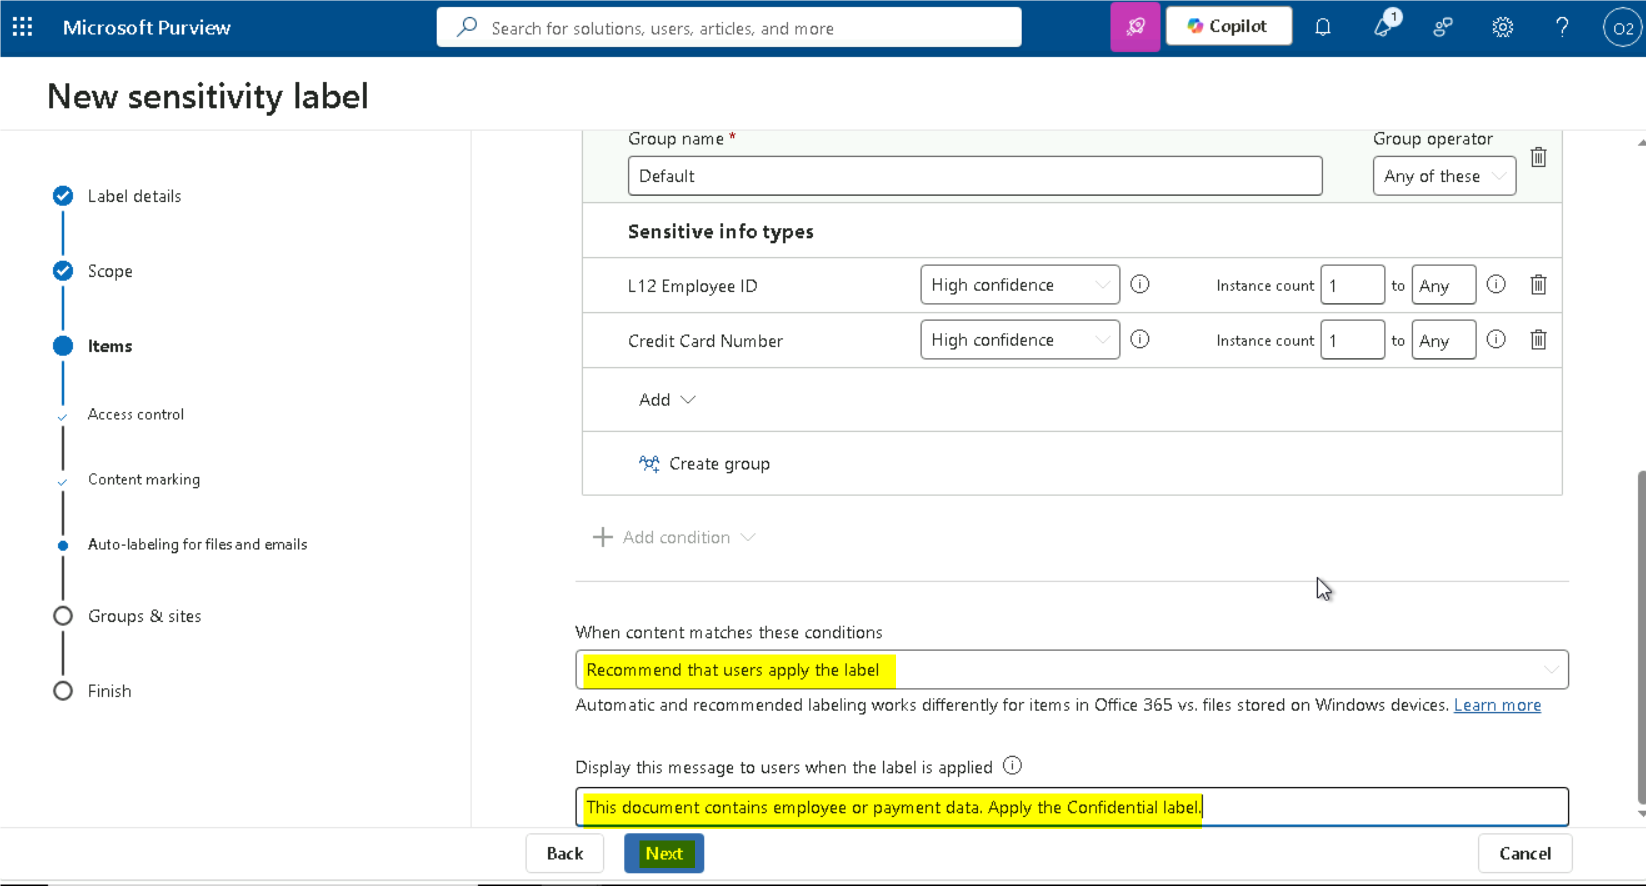 Microsoft Purview
Search for solutions, users, articles, and more
Copilot
1
?
O2
New sensitivity label
Label details
Scope
Items
Access control
Content marking
Auto-labeling for files and emails
Groups & sites
Finish
Group name *
Group operator
Default
Any of these
Sensitive info types
L12 Employee ID High confidence Instance count 1 to Any
Credit Card Number High confidence Instance count 1 to Any
Add
Create group
Add condition
When content matches these conditions
Recommend that users apply the label
Automatic and recommended labeling works differently for items in Office 365 vs. files stored on Windows devices. Learn more
Display this message to users when the label is applied
This document contains employee or payment data. Apply the Confidential label.
Back
Next
Cancel